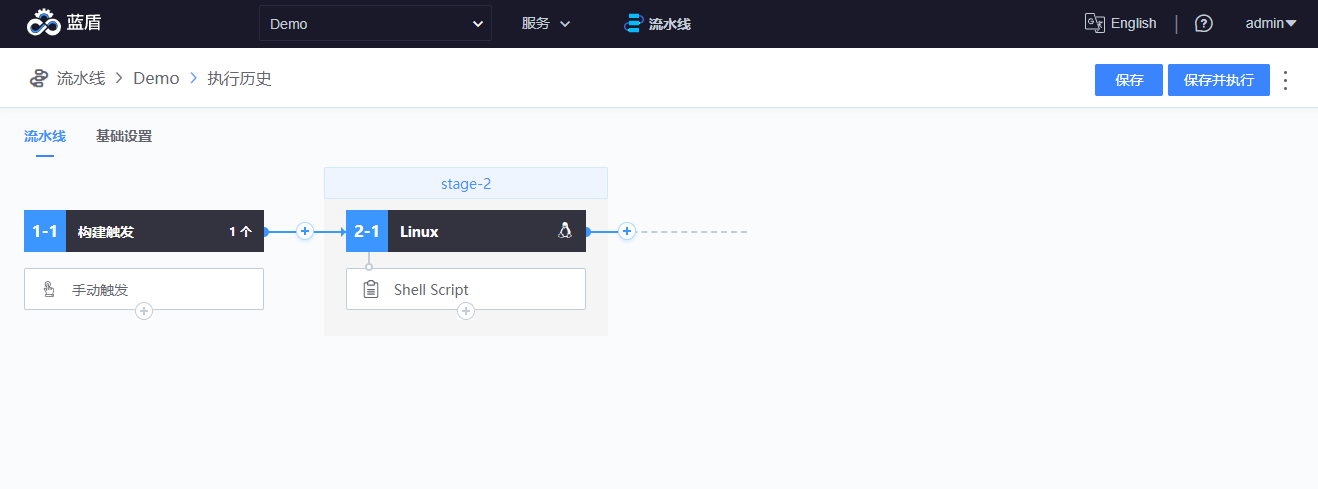 蓝盾 Demo 服务 流水线 English admin
流水线 Demo 执行历史 保存 保存并执行
流水线 基础设置
stage-2
1-1 构建触发 1 个 2-1 Linux
手动触发 Shell Script